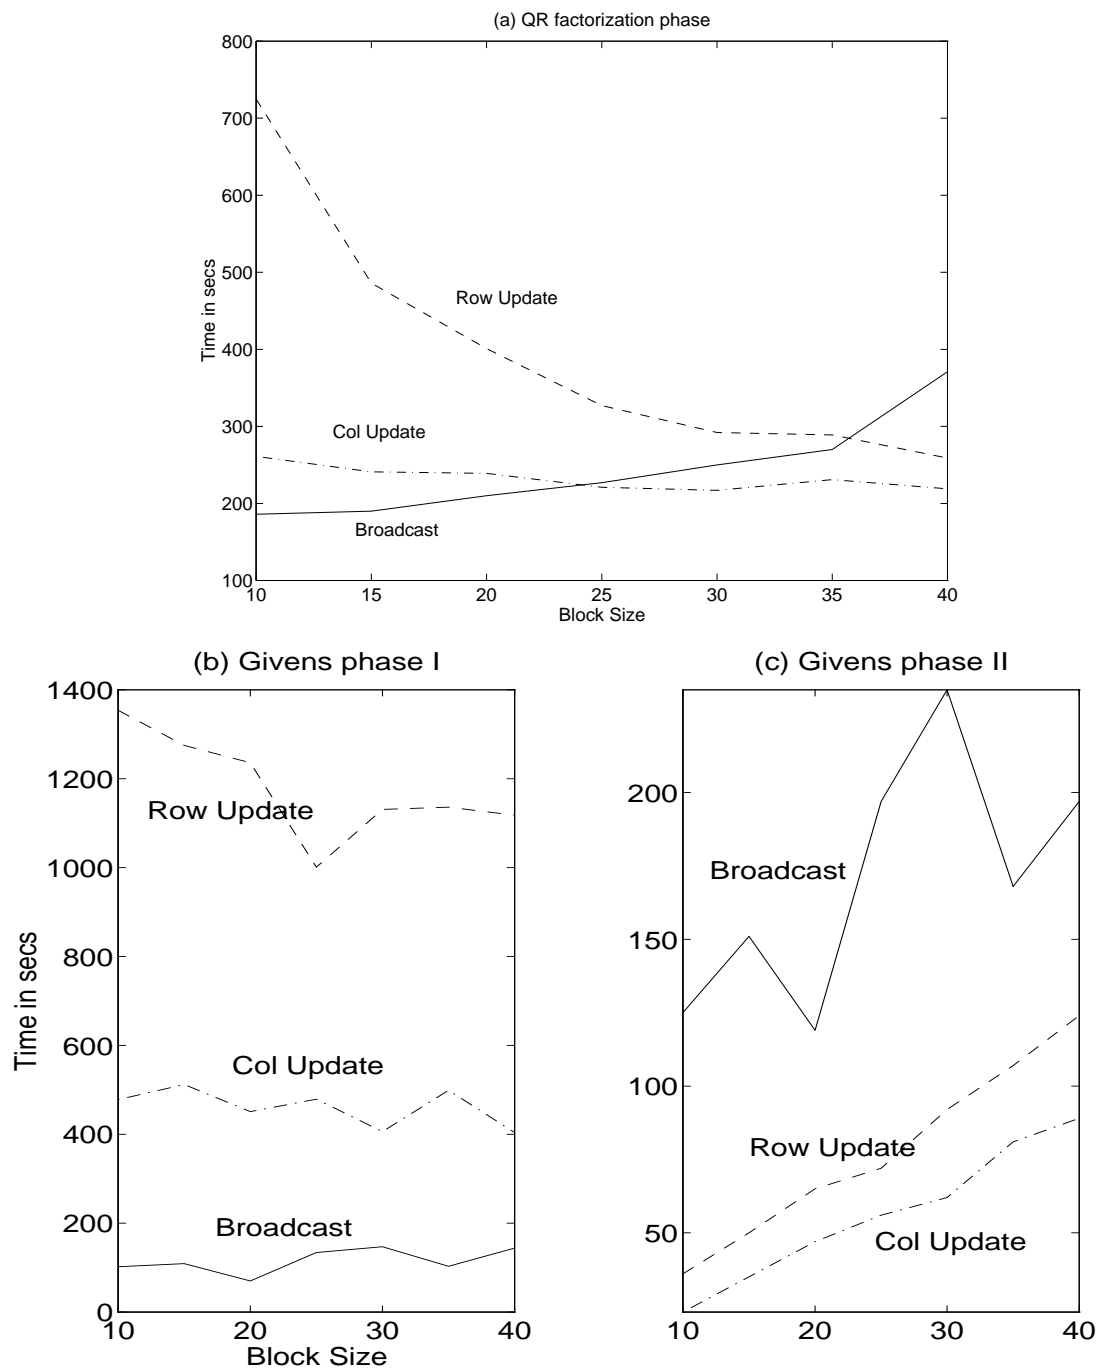 (a) QR factorization phase
800
700
600
500
400
300
200
100
Time in secs
Row Update
Col Update
Broadcast
10 15 20 25 30 35 40
Block Size
(b) Givens phase I
1400
1200
1000
800
600
400
200
0
Time in secs
Row Update
Col Update
Broadcast
10 20 30 40
Block Size
(c) Givens phase II
200
150
100
50
Broadcast
Row Update
Col Update
10 20 30 40